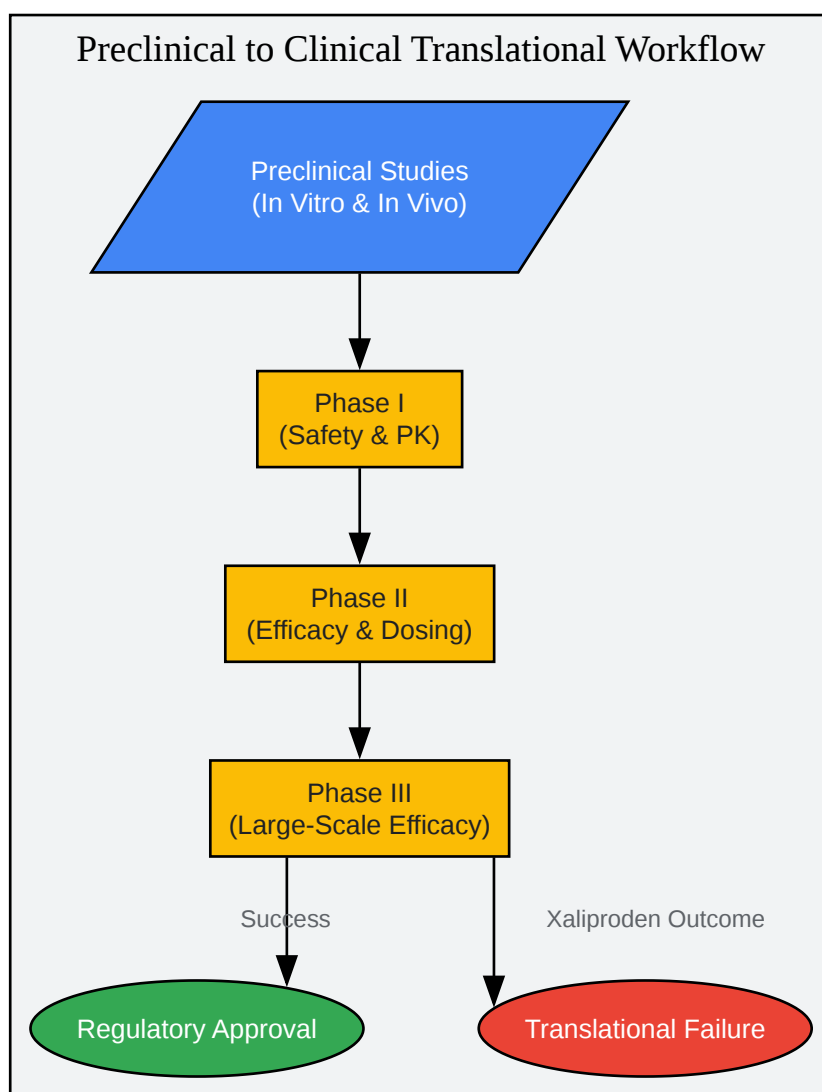 Preclinical to Clinical Translational Workflow
Preclinical Studies
(In Vitro & In Vivo)
Phase I
(Safety & PK)
Phase II
(Efficacy & Dosing)
Phase III
(Large-Scale Efficacy)
Success
Xaliproden Outcome
Regulatory Approval
Translational Failure